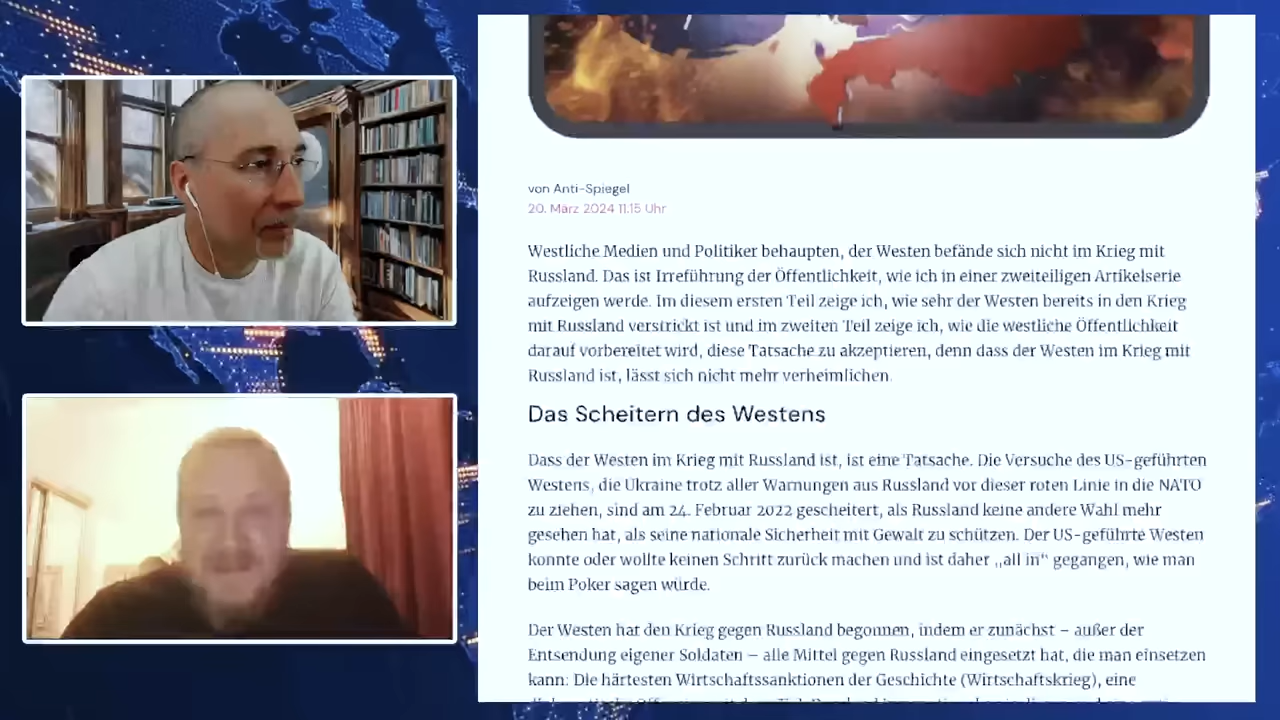 von Anti-Spiegel
20. März 2024 11.15 Uhr
Westliche Medien und Politiker behaupten, der Westen befände sich nicht im Krieg mit
Russland. Das ist Irreführung der Öffentlichkeit, wie ich in einer zweiteiligen Artikelserie
aufzeigen werde. Im diesem ersten Teil zeige ich, wie sehr der Westen bereits in den Krieg
mit Russland verstrickt ist und im zweiten Teil zeige ich, wie die westliche Öffentlichkeit
darauf vorbereitet wird, diese Tatsache zu akzeptieren, denn dass der Westen im Krieg mit
Russland ist, lässt sich nicht mehr verheimlichen.
Das Scheitern des Westens
Dass der Westen im Krieg mit Russland ist, ist eine Tatsache. Die Versuche des US-geführten
Westens, die Ukraine trotz aller Warnungen aus Russland vor dieser roten Linie in die NATO
zu ziehen, sind am 24. Februar 2022 gescheitert, als Russland keine andere Wahl mehr
gesehen hat, als seine nationale Sicherheit mit Gewalt zu schützen. Der US-geführte Westen
konnte oder wollte keinen Schritt zurück machen und ist daher „all in“ gegangen, wie man
beim Poker sagen würde.
Der Westen hat den Krieg gegen Russland begonnen, indem er zunächst – außer der
Entsendung eigener Soldaten – alle Mittel gegen Russland eingesetzt hat, die man einsetzen
kann: Die härtesten Wirtschaftssanktionen der Geschichte (Wirtschaftskrieg), eine